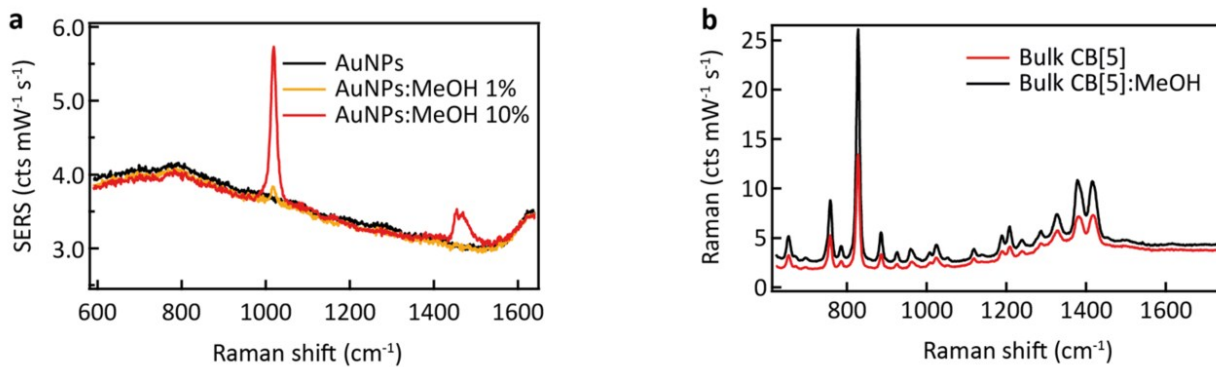 a
SERS (cts mW⁻¹ s⁻¹)
6.0
5.0
4.0
3.0
AuNPs
AuNPs:MeOH 1%
AuNPs:MeOH 10%
600 800 1000 1200 1400 1600
Raman shift (cm⁻¹)
b
Raman (cts mW⁻¹ s⁻¹)
25
20
15
10
5
0
Bulk CB[5]
Bulk CB[5]:MeOH
800 1000 1200 1400 1600
Raman shift (cm⁻¹)